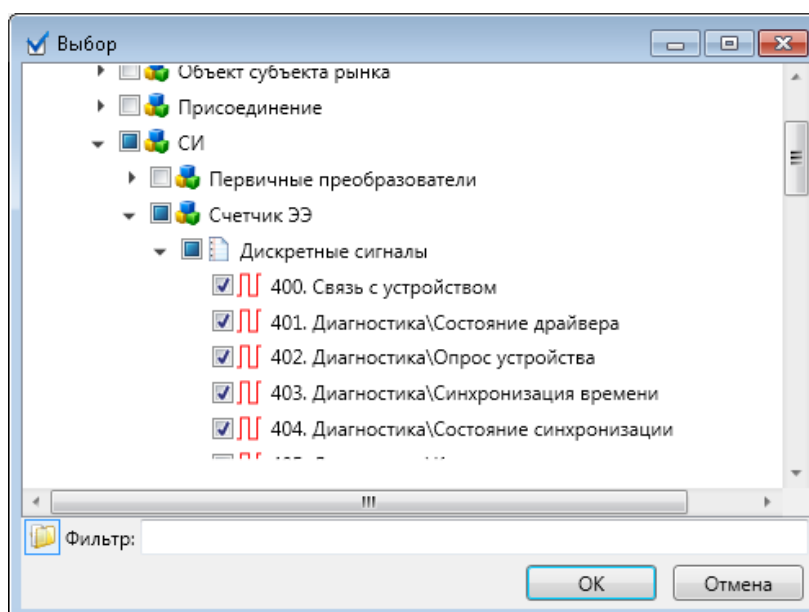 Выбор
Объект субъекта рынка
Присоединение
СИ
Первичные преобразователи
Счетчик ЭЭ
Дискретные сигналы
400. Связь с устройством
401. Диагностика\Состояние драйвера
402. Диагностика\Опрос устройства
403. Диагностика\Синхронизация времени
404. Диагностика\Состояние синхронизации
Фильтр:
ОК
Отмена